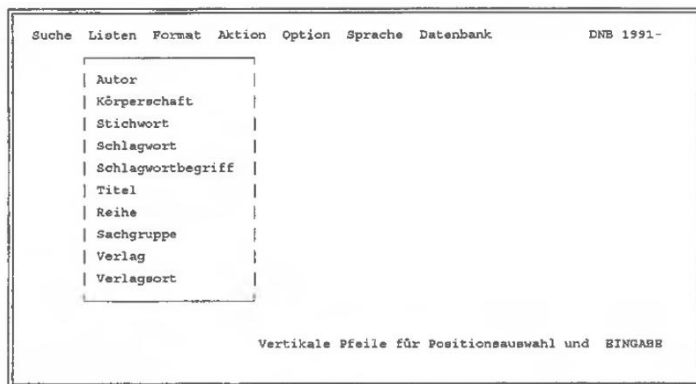 Suche Listen Format Aktion Option Sprache Datenbank DNB 1991-
Autor
Körperschaft
Stichwort
Schlagwort
Schlagwortbegriff
Titel
Reihe
Sachgruppe
Verlag
Verlagsort
Vertikale Pfeile für Positionsauswahl und EINGABE